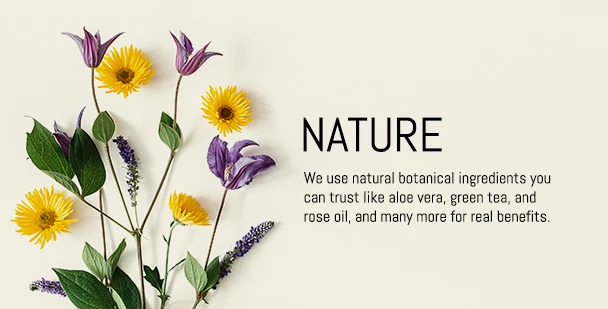 NATURE
We use natural botanical ingredients you
can trust like aloe vera, green tea, and
rose oil, and many more for real benefits.